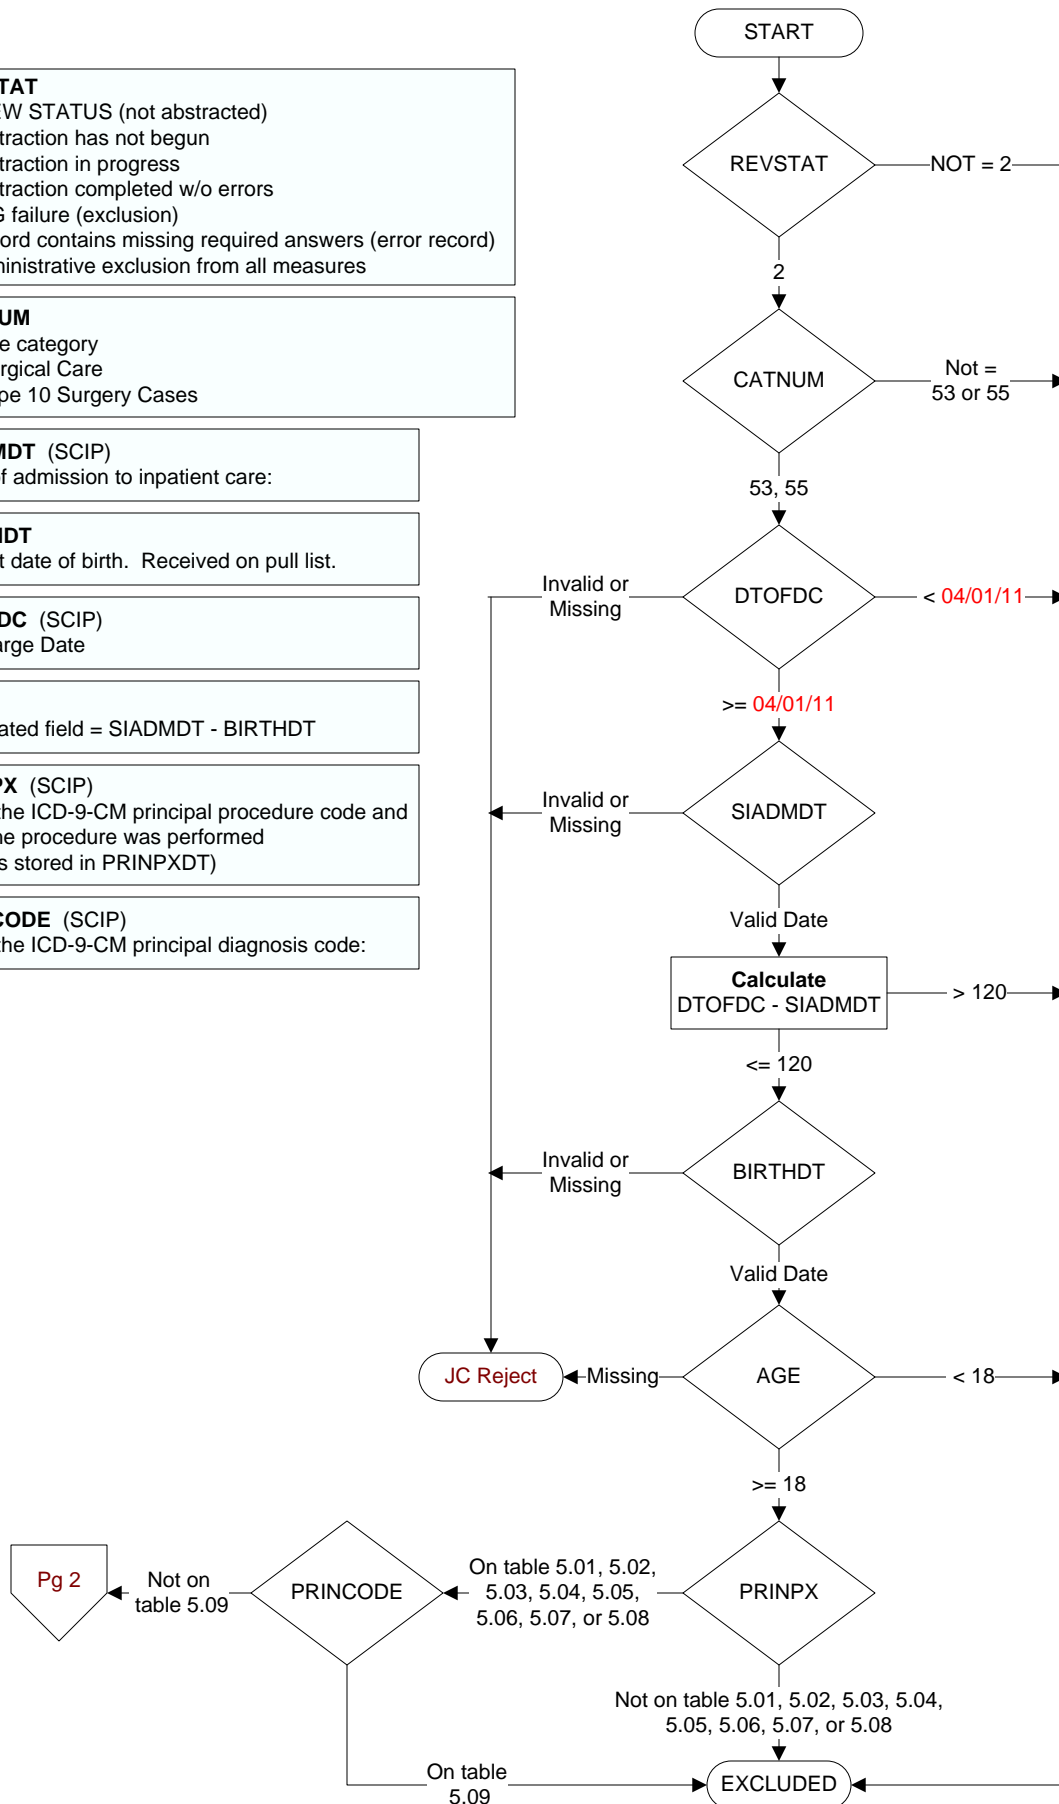 START
TAT
EW STATUS (not abstracted)
traction has not begun
traction in progress
traction completed w/o errors
G failure (exclusion)
ord contains missing required answers (error record)
ministrative exclusion from all measures
REVSTAT
NOT = 2
2
UM
e category
rgical Care
pe 10 Surgery Cases
CATNUM
Not =
53 or 55
53, 55
MDT (SCIP)
of admission to inpatient care:
HDT
t date of birth. Received on pull list.
Invalid or
Missing
DTOFDC
< 04/01/11
DC (SCIP)
arge Date
>= 04/01/11
ated field = SIADMDT - BIRTHDT
PX (SCIP)
the ICD-9-CM principal procedure code and
he procedure was performed
s stored in PRINPXDT)
Invalid or
Missing
SIADMDT
CODE (SCIP)
the ICD-9-CM principal diagnosis code:
Valid Date
Calculate
DTOFDC - SIADMDT
> 120
<= 120
Invalid or
Missing
BIRTHDT
Valid Date
JC Reject
Missing
AGE
< 18
>= 18
Pg 2
Not on
table 5.09
PRINCODE
On table 5.01, 5.02,
5.03, 5.04, 5.05,
5.06, 5.07, or 5.08
PRINPX
Not on table 5.01, 5.02, 5.03, 5.04,
5.05, 5.06, 5.07, or 5.08
On table
5.09
EXCLUDED